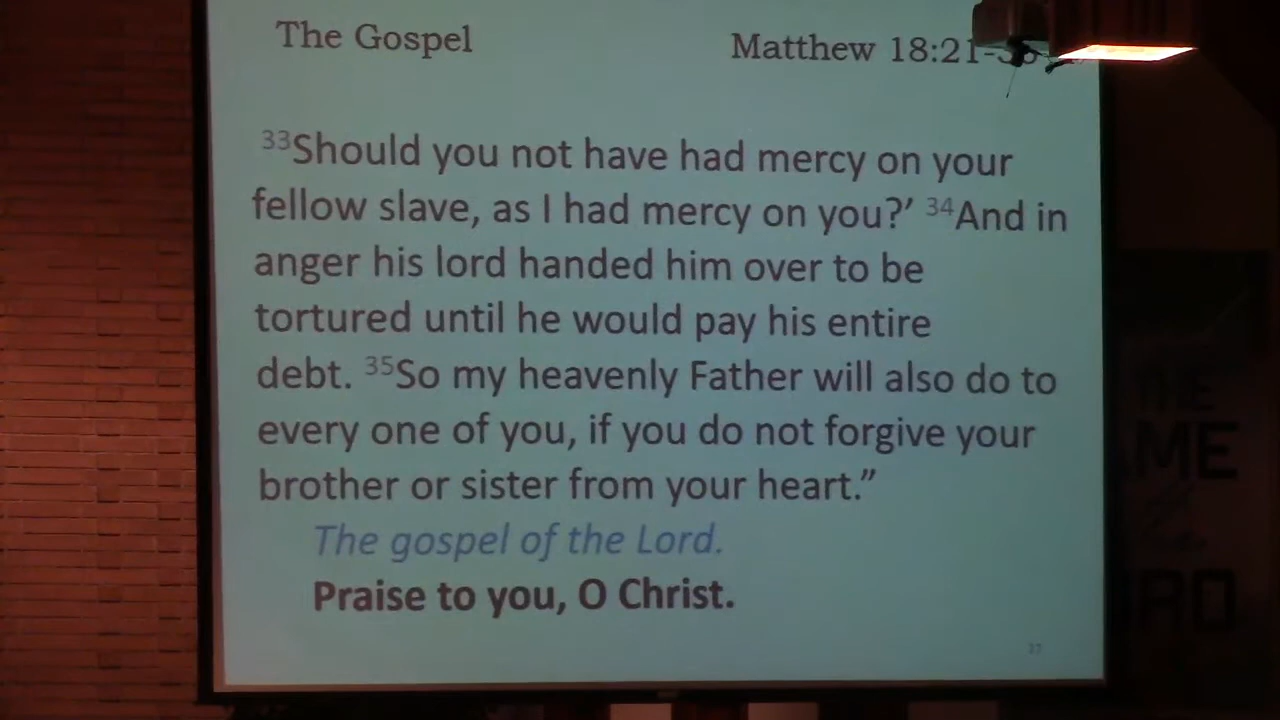 The Gospel
Matthew 18:21-
³³Should you not have had mercy on your
fellow slave, as I had mercy on you?’ ³⁴And in
anger his lord handed him over to be
tortured until he would pay his entire
debt. ³⁵So my heavenly Father will also do to
every one of you, if you do not forgive your
brother or sister from your heart.”
The gospel of the Lord.
Praise to you, O Christ.
THE